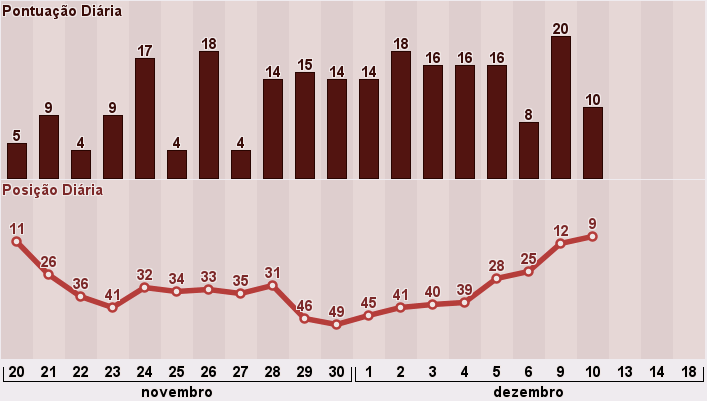 Pontuação Diária
5 9 4 9 17 4 18 4 14 15 14 14 18 16 16 16 8 20 10
Posição Diária
11 26 36 41 32 34 33 35 31 46 49 45 41 40 39 28 25 12 9
20 21 22 23 24 25 26 27 28 29 30 1 2 3 4 5 6 9 10 13 14 18
novembro dezembro